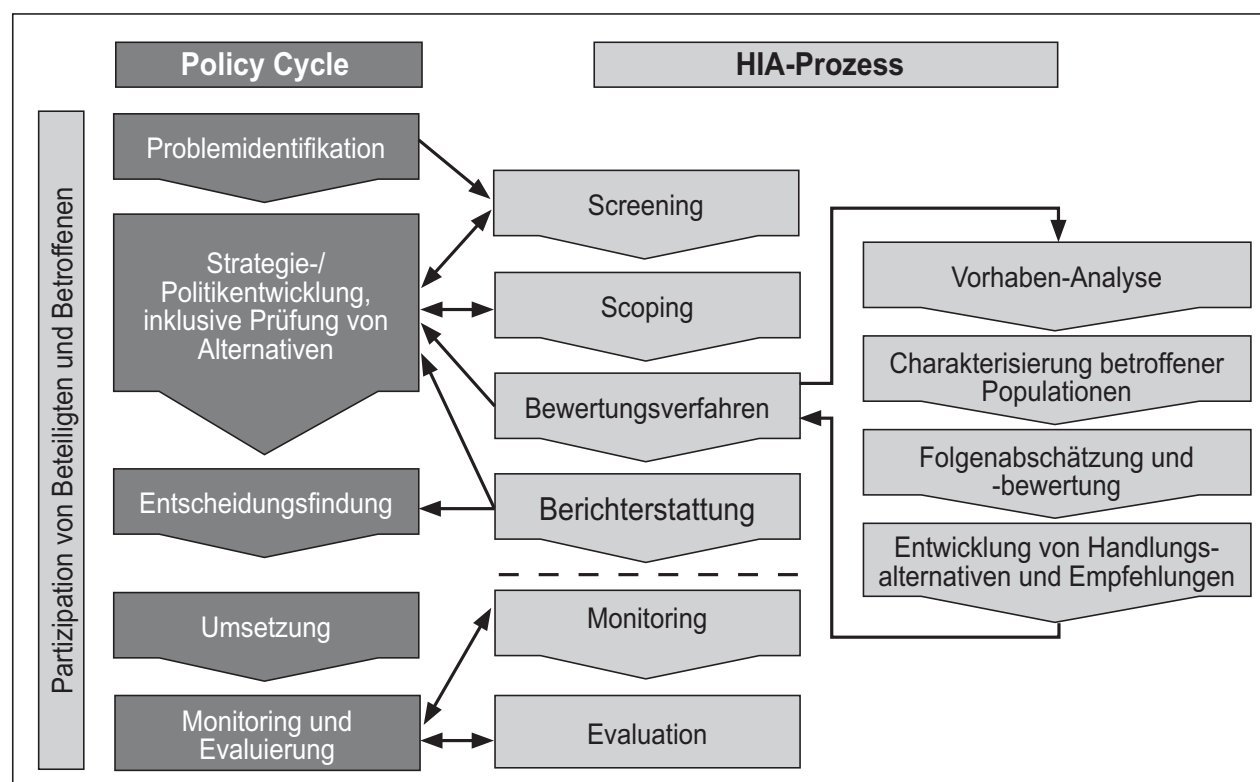 Policy Cycle
HIA-Prozess
Partizipation von Beteiligten und Betroffenen
Problemidentifikation
Strategie-/
Politikentwicklung,
inklusive Prüfung von
Alternativen
Entscheidungsfindung
Umsetzung
Monitoring und
Evaluierung
Screening
Scoping
Bewertungsverfahren
Berichterstattung
Monitoring
Evaluation
Vorhaben-Analyse
Charakterisierung betroffener
Populationen
Folgenabschätzung und
-bewertung
Entwicklung von Handlungs-
alternativen und Empfehlungen